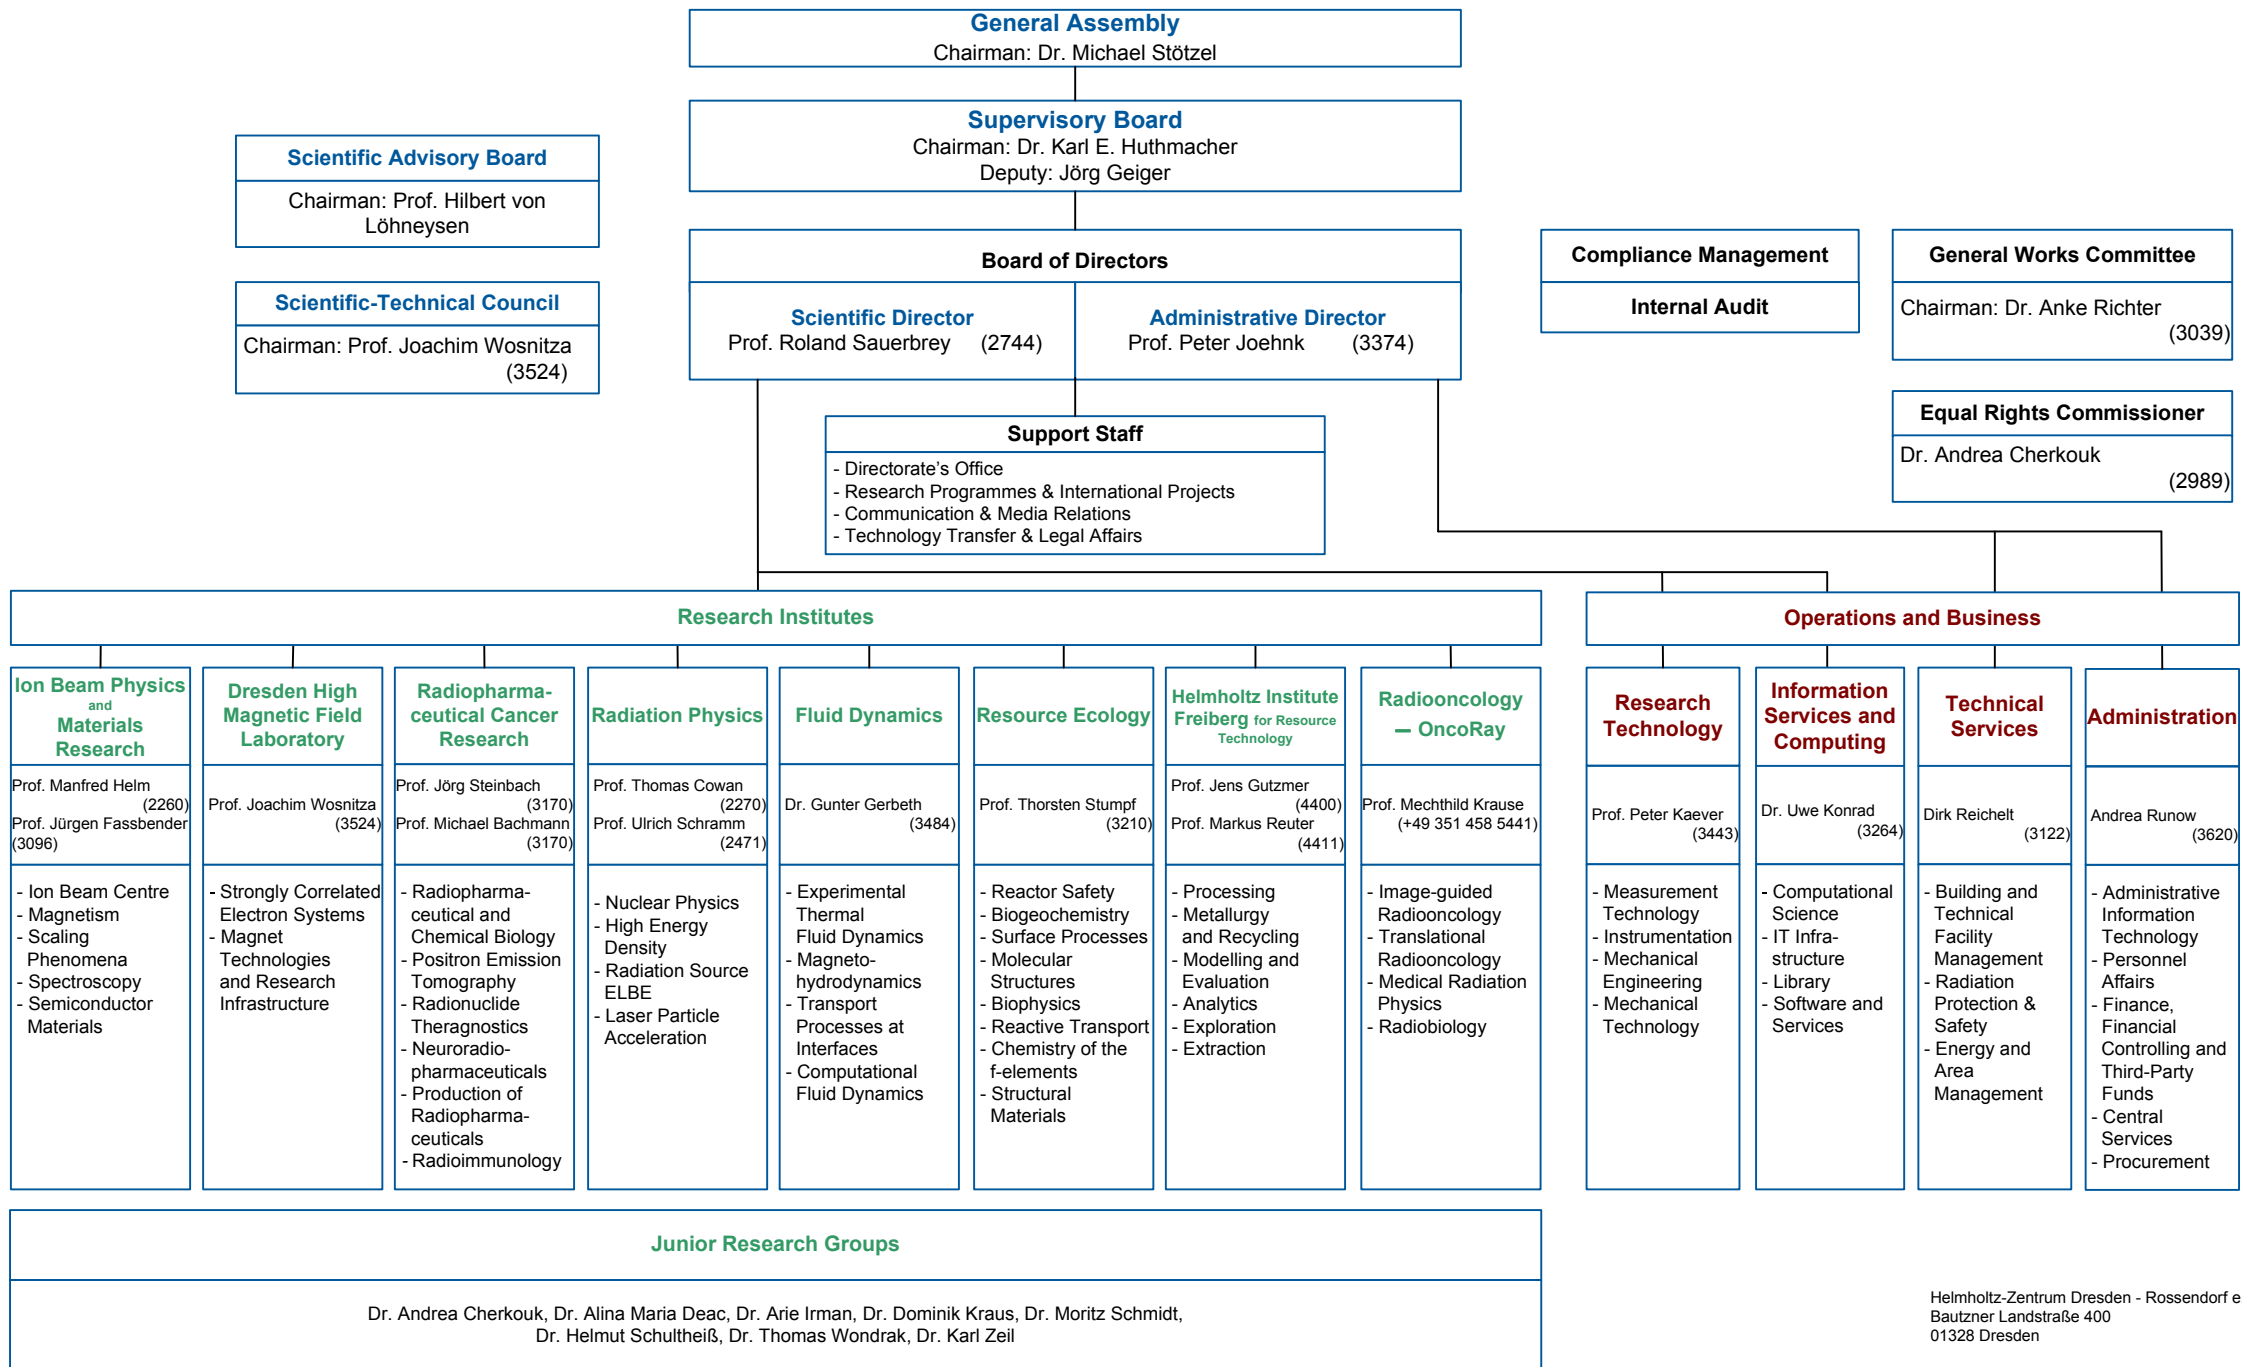 General Assembly
Chairman: Dr. Michael Stötzel
Supervisory Board
Chairman: Dr. Karl E. Huthmacher
Deputy: Jörg Geiger
Scientific Advisory Board
Chairman: Prof. Hilbert von
Löhneysen
Scientific-Technical Council
Chairman: Prof. Joachim Wosnitza
(3524)
Board of Directors
Scientific Director
Prof. Roland Sauerbrey (2744)
Administrative Director
Prof. Peter Joehnk (3374)
Compliance Management
Internal Audit
General Works Committee
Chairman: Dr. Anke Richter
(3039)
Equal Rights Commissioner
Dr. Andrea Cherkouk
(2989)
Support Staff
- Directorate's Office
- Research Programmes & International Projects
- Communication & Media Relations
- Technology Transfer & Legal Affairs
Research Institutes
Operations and Business
Ion Beam Physics
and
Materials
Research
Prof. Manfred Helm
(2260)
Prof. Jürgen Fassbender
(3096)
- Ion Beam Centre
- Magnetism
- Scaling
Phenomena
- Spectroscopy
- Semiconductor
Materials
Dresden High
Magnetic Field
Laboratory
Prof. Joachim Wosnitza
(3524)
- Strongly Correlated
Electron Systems
- Magnet
Technologies
and Research
Infrastructure
Radiopharma-
ceutical Cancer
Research
Prof. Jörg Steinbach
(3170)
Prof. Michael Bachmann
(3170)
- Radiopharma-
ceutical and
Chemical Biology
- Positron Emission
Tomography
- Radionuclide
Theragnostics
- Neuroradio-
pharmaceuticals
- Production of
Radiopharma-
ceuticals
- Radioimmunology
Radiation Physics
Prof. Thomas Cowan
(2270)
Prof. Ulrich Schramm
(2471)
- Nuclear Physics
- High Energy
Density
- Radiation Source
ELBE
- Laser Particle
Acceleration
Fluid Dynamics
Dr. Gunter Gerbeth
(3484)
- Experimental
Thermal
Fluid Dynamics
- Magneto-
hydrodynamics
- Transport
Processes at
Interfaces
- Computational
Fluid Dynamics
Resource Ecology
Prof. Thorsten Stumpf
(3210)
- Reactor Safety
- Biogeochemistry
- Surface Processes
- Molecular
Structures
- Biophysics
- Reactive Transport
- Chemistry of the
f-elements
- Structural
Materials
Helmholtz Institute
Freiberg for Resource
Technology
Prof. Jens Gutzmer
(4400)
Prof. Markus Reuter
(4411)
- Processing
- Metallurgy
and Recycling
- Modelling and
Evaluation
- Analytics
- Exploration
- Extraction
Radiooncology
– OncoRay
Prof. Mechthild Krause
(+49 351 458 5441)
- Image-guided
Radiooncology
- Translational
Radiooncology
- Medical Radiation
Physics
- Radiobiology
Research
Technology
Prof. Peter Kaever
(3443)
- Measurement
Technology
- Instrumentation
- Mechanical
Engineering
- Mechanical
Technology
Information
Services and
Computing
Dr. Uwe Konrad
(3264)
- Computational
Science
- IT Infra-
structure
- Library
- Software and
Services
Technical
Services
Dirk Reichelt
(3122)
- Building and
Technical
Facility
Management
- Radiation
Protection &
Safety
- Energy and
Area
Management
Administration
Andrea Runow
(3620)
- Administrative
Information
Technology
- Personnel
Affairs
- Finance,
Financial
Controlling and
Third-Party
Funds
- Central
Services
- Procurement
Junior Research Groups
Dr. Andrea Cherkouk, Dr. Alina Maria Deac, Dr. Arie Irman, Dr. Dominik Kraus, Dr. Moritz Schmidt,
Dr. Helmut Schultheiß, Dr. Thomas Wondrak, Dr. Karl Zeil
Helmholtz-Zentrum Dresden - Rossendorf e
Bautzner Landstraße 400
01328 Dresden